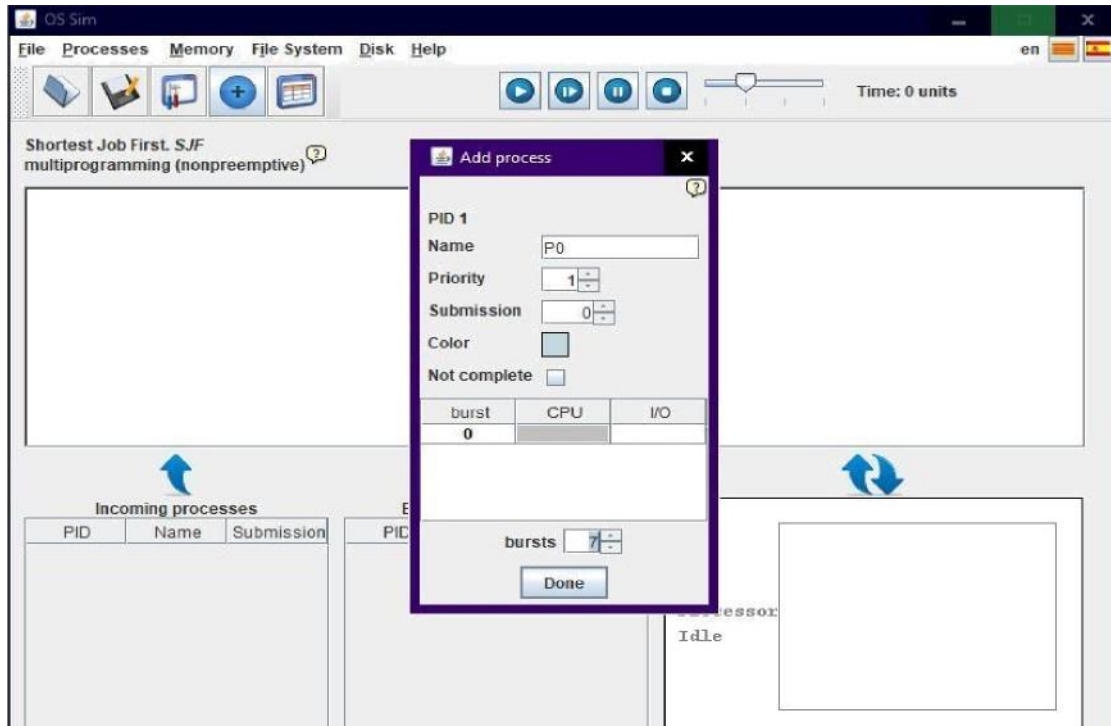 OS Sim
File Processes Memory File System Disk Help
en
Time: 0 units
Shortest Job First. SJF
multiprogramming (nonpreemptive)
Add process
PID 1
Name P0
Priority 1
Submission 0
Color
Not complete
burst CPU I/O
0
bursts 7
Done
Incoming processes
PID Name Submission
PID
Idle